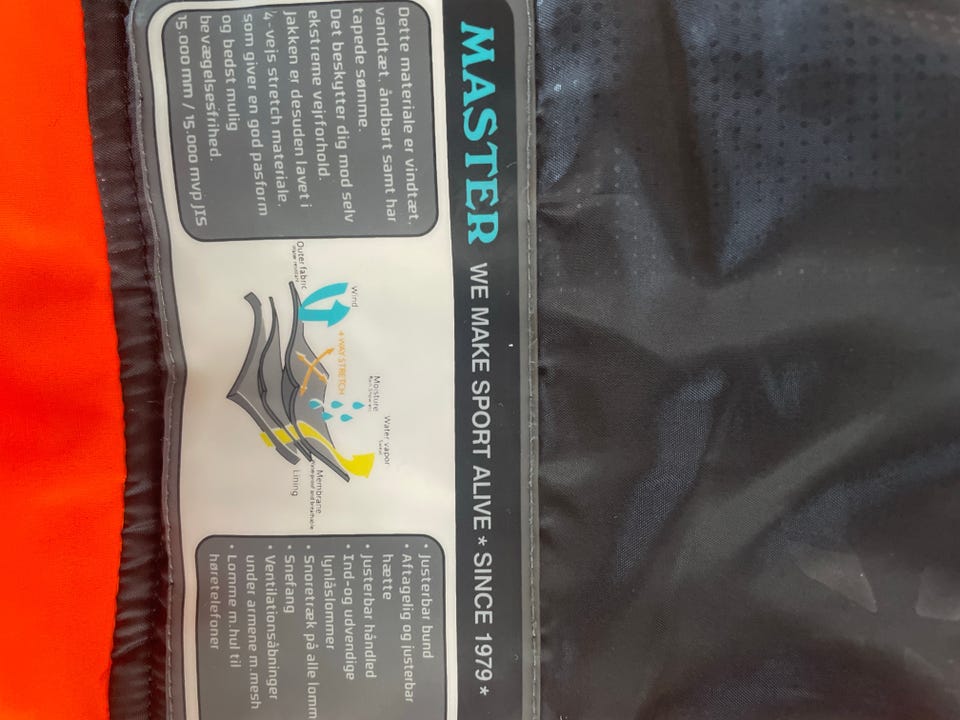 MASTER WE MAKE SPORT ALIVE * SINCE 1979 *
Dette materiale er vindtæt,
vandtæt, åndbart samt har
tapede sømme.
Det beskytter dig mod selv
ekstreme vejrforhold.
Jakken er desuden lavet i
4-vejs stretch materiale,
som giver en god pasform
og bedst mulig
bevægelsesfrihed.
15.000 mm / 15.000 mvp JIS
Wind
Outer fabric
4 WAY STRETCH
Moisture
Water vapor
Sweat
Membrane
Windproof and breathable
Lining
• Justerbar bund
• Aftagelig og justerbar
hætte
• Justerbar håndled
• Ind-og udvendige
lynlåslommer
• Snoretræk på alle lomm
• Snefang
• Ventilationsåbninger
under armene m.mesh
• Lomme m.hul til
høretelefoner